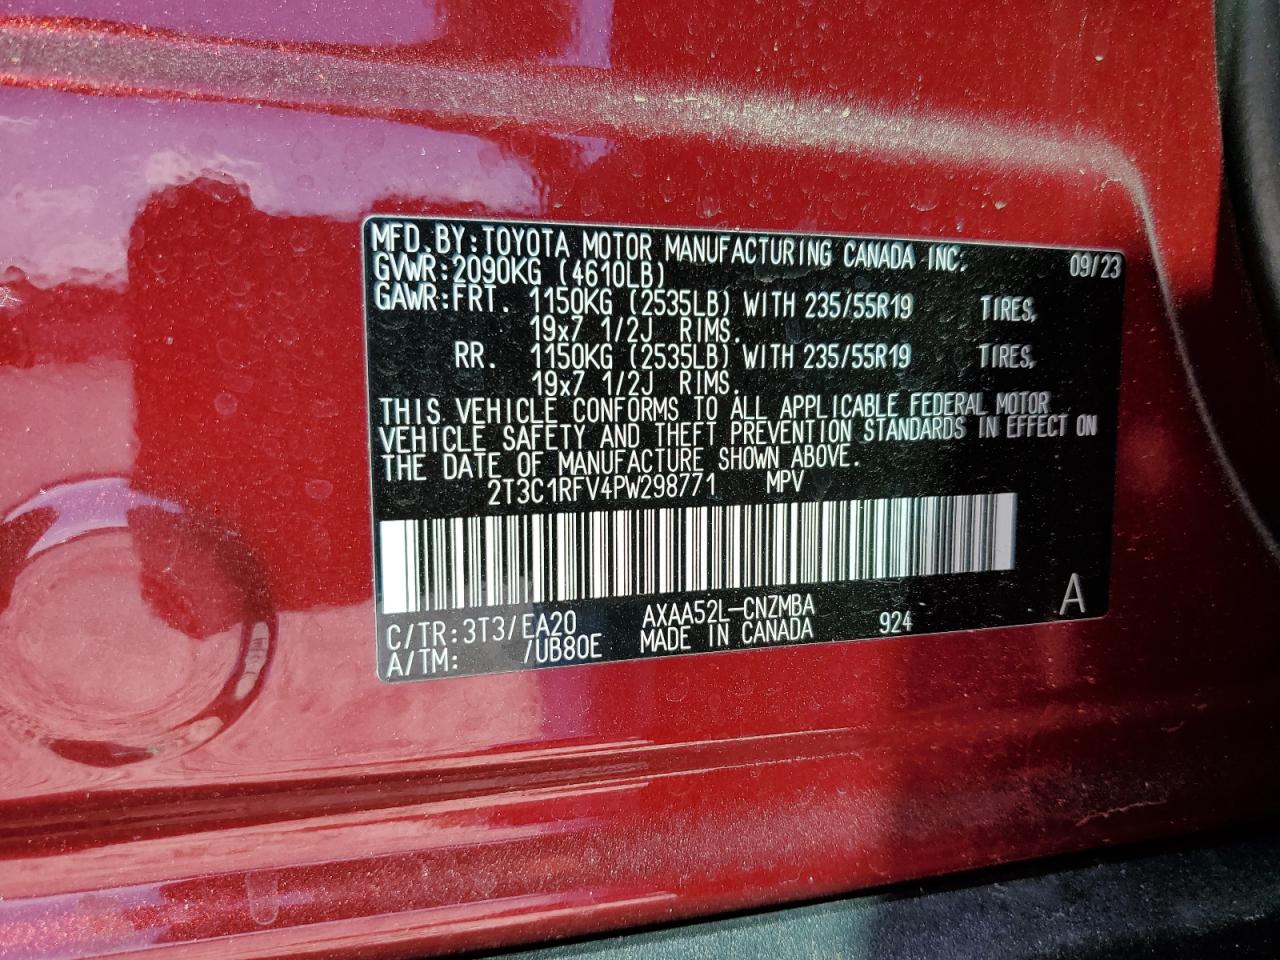 MFD.BY:TOYOTA MOTOR MANUFACTURING CANADA INC. 09/23
GVWR:2090KG (4610LB)
GAWR:FRT. 1150KG (2535LB) WITH 235/55R19 TIRES,
19x7 1/2J RIMS.
RR. 1150KG (2535LB) WITH 235/55R19 TIRES,
19x7 1/2J RIMS.
THIS VEHICLE CONFORMS TO ALL APPLICABLE FEDERAL MOTOR
VEHICLE SAFETY AND THEFT PREVENTION STANDARDS IN EFFECT ON
THE DATE OF MANUFACTURE SHOWN ABOVE.
2T3C1RFV4PW298771 MPV
A
C/TR:3T3/EA20 AXAA52L-CNZMBA 924
A/TM: /UB80E MADE IN CANADA